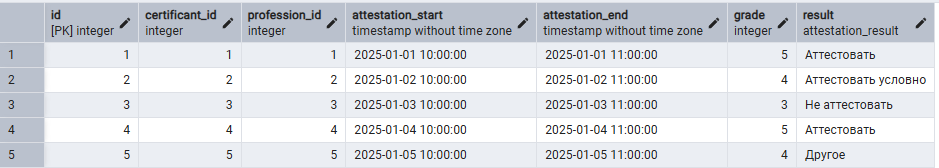 id certificant_id profession_id attestation_start attestation_end grade result
[PK] integer integer integer timestamp without time zone timestamp without time zone integer attestation_result
1 1 1 1 2025-01-01 10:00:00 2025-01-01 11:00:00 5 Аттестовать
2 2 2 2 2025-01-02 10:00:00 2025-01-02 11:00:00 4 Аттестовать условно
3 3 3 3 2025-01-03 10:00:00 2025-01-03 11:00:00 3 Не аттестовать
4 4 4 4 2025-01-04 10:00:00 2025-01-04 11:00:00 5 Аттестовать
5 5 5 5 2025-01-05 10:00:00 2025-01-05 11:00:00 4 Другое